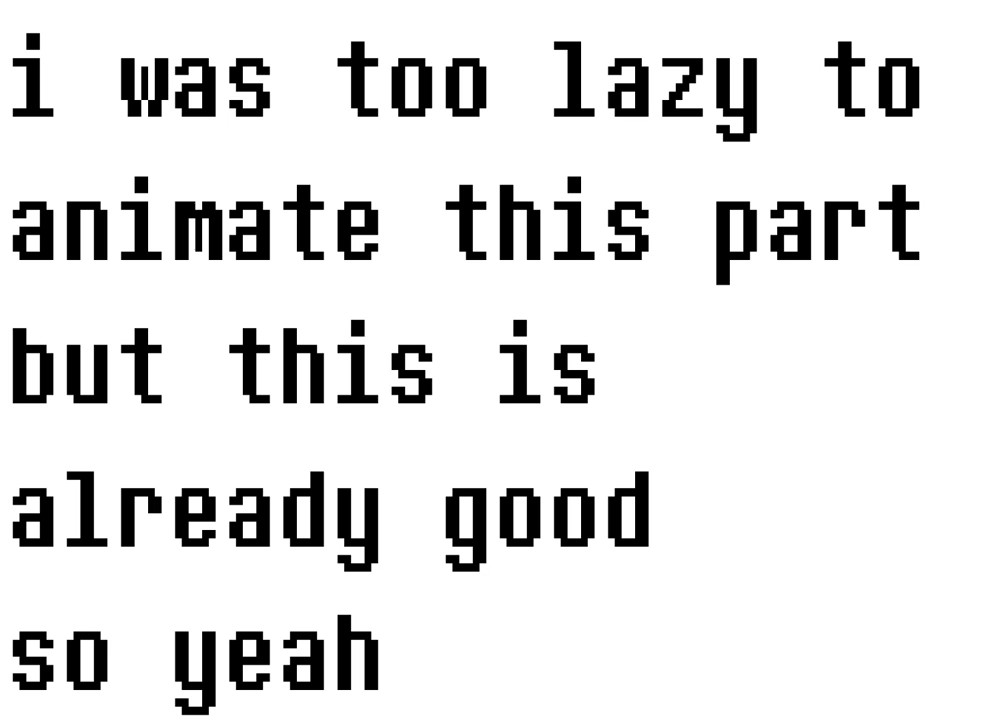 i was too lazy to
animate this part
but this is
already good
so yeah